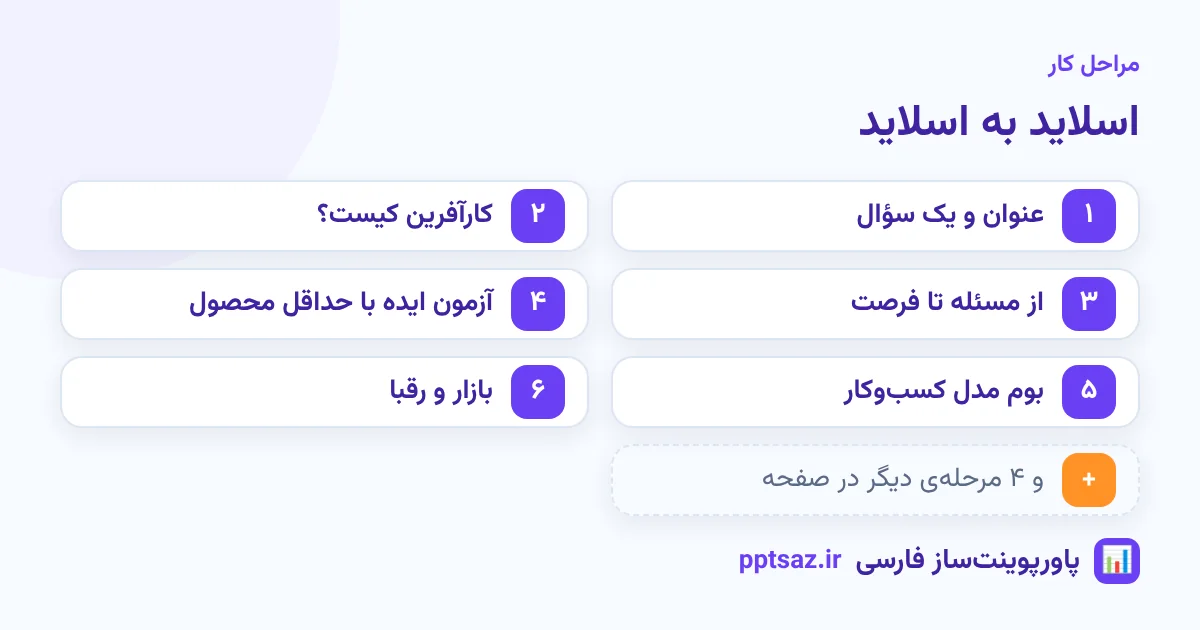 مراحل کار
اسلاید به اسلاید
۱ عنوان و یک سؤال
۲ کارآفرین کیست؟
۳ از مسئله تا فرصت
۴ آزمون ایده با حداقل محصول
۵ بوم مدل کسب‌وکار
۶ بازار و رقبا
+ و ۴ مرحله‌ی دیگر در صفحه
پاورپوینت‌ساز فارسی pptsaz.ir